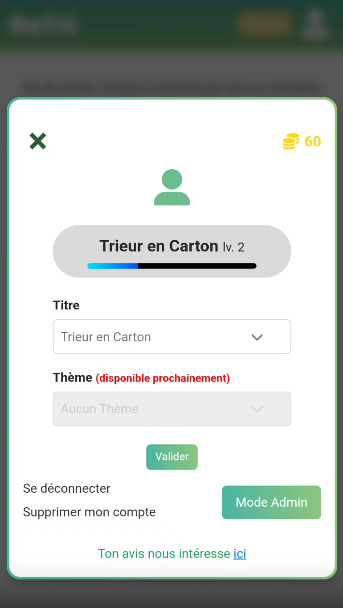 60
Trieur en Carton lv. 2
Titre
Trieur en Carton
Thème (disponible prochainement)
Aucun Thème
Valider
Se déconnecter
Mode Admin
Supprimer mon compte
Ton avis nous intéresse ici